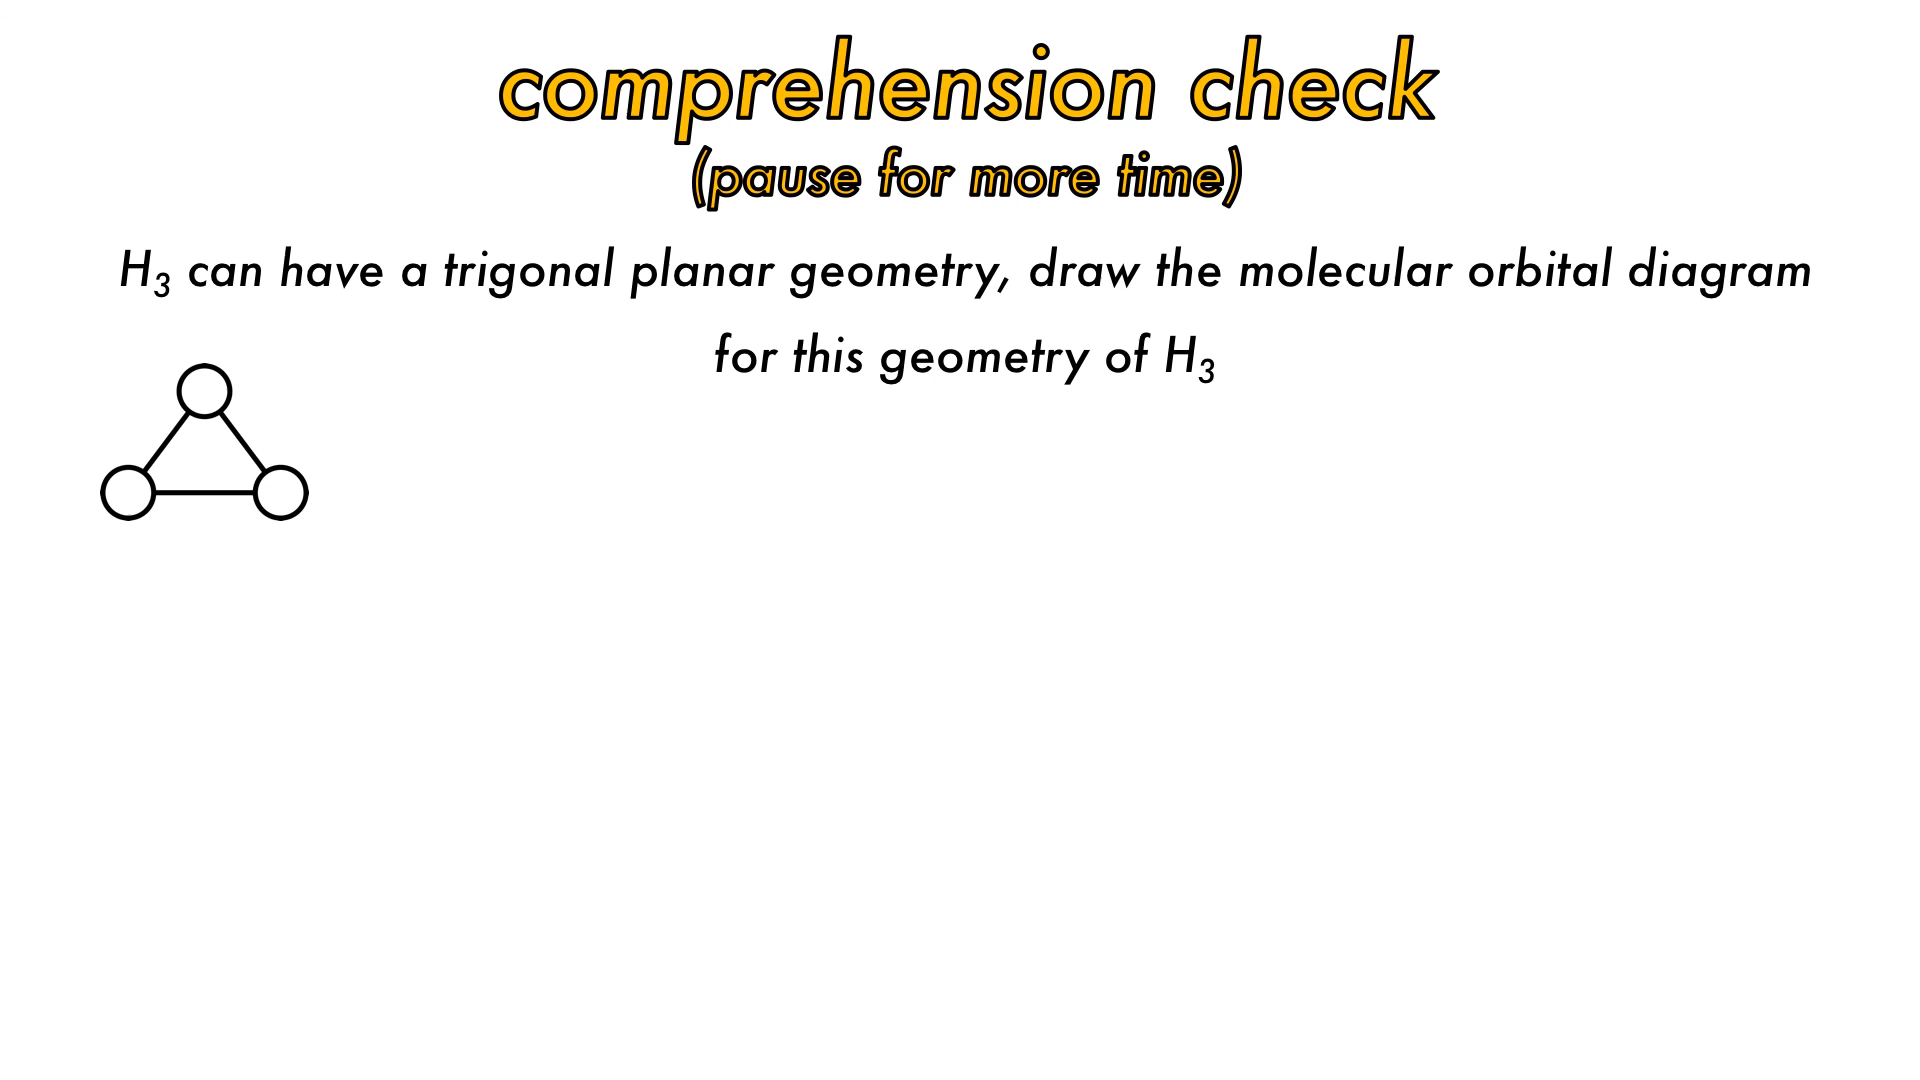 comprehension check
(pause for more time)
H₃ can have a trigonal planar geometry, draw the molecular orbital diagram
for this geometry of H₃